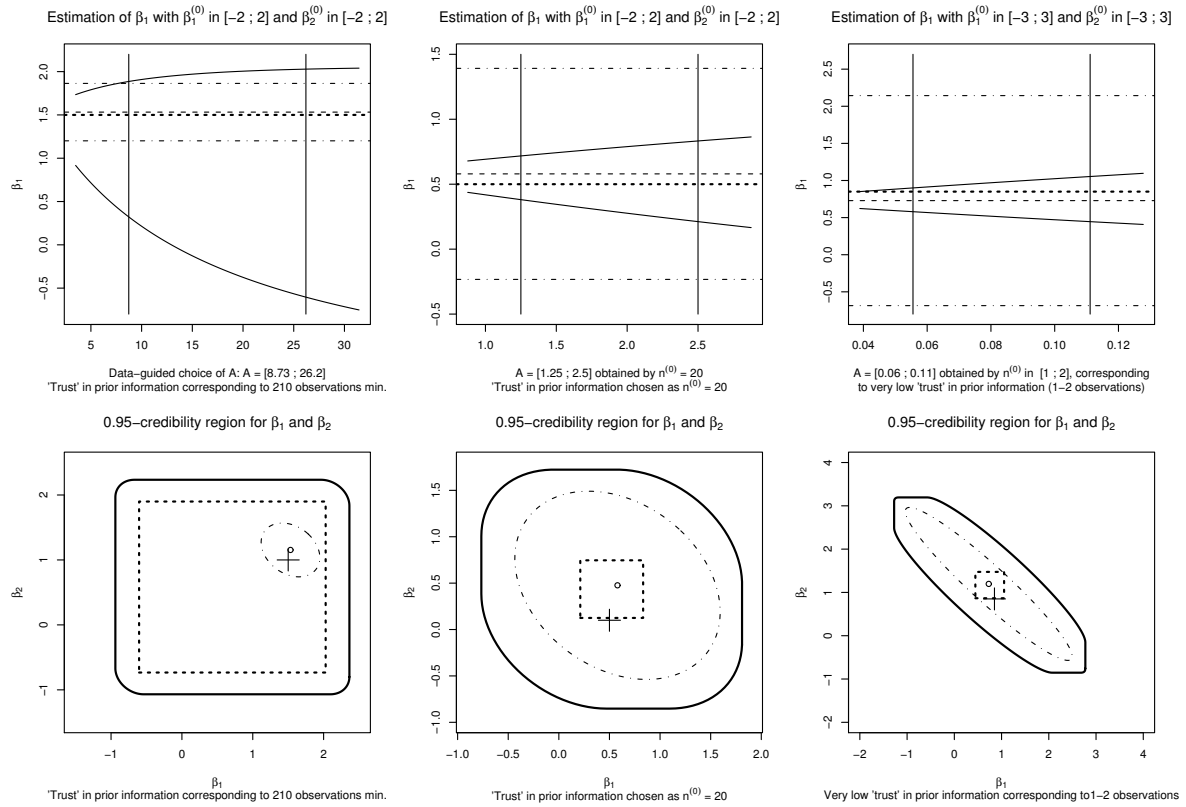 Estimation of β₁ with β₁⁽⁰⁾ in [−2 ; 2] and β₂⁽⁰⁾ in [−2 ; 2]
β₁
−0.5 0.0 0.5 1.0 1.5 2.0
5 10 15 20 25 30
Data−guided choice of A: A = [8.73 ; 26.2]
'Trust' in prior information corresponding to 210 observations min.
Estimation of β₁ with β₁⁽⁰⁾ in [−2 ; 2] and β₂⁽⁰⁾ in [−2 ; 2]
β₁
−0.5 0.0 0.5 1.0 1.5
1.0 1.5 2.0 2.5
A = [1.25 ; 2.5] obtained by n⁽⁰⁾ = 20
'Trust' in prior information chosen as n⁽⁰⁾ = 20
Estimation of β₁ with β₁⁽⁰⁾ in [−3 ; 3] and β₂⁽⁰⁾ in [−3 ; 3]
β₁
−0.5 0.0 0.5 1.0 1.5 2.0 2.5
0.04 0.06 0.08 0.10 0.12
A = [0.06 ; 0.11] obtained by n⁽⁰⁾ in [1 ; 2], corresponding
to very low 'trust' in prior information (1−2 observations)
0.95−credibility region for β₁ and β₂
β₂
−1 0 1 2
−1 0 1 2
β₁
'Trust' in prior information corresponding to 210 observations min.
0.95−credibility region for β₁ and β₂
β₂
−1.0 −0.5 0.0 0.5 1.0 1.5
−1.0 −0.5 0.0 0.5 1.0 1.5 2.0
β₁
'Trust' in prior information chosen as n⁽⁰⁾ = 20
0.95−credibility region for β₁ and β₂
β₂
−2 −1 0 1 2 3 4
−2 −1 0 1 2 3 4
β₁
Very low 'trust' in prior information corresponding to1−2 observations